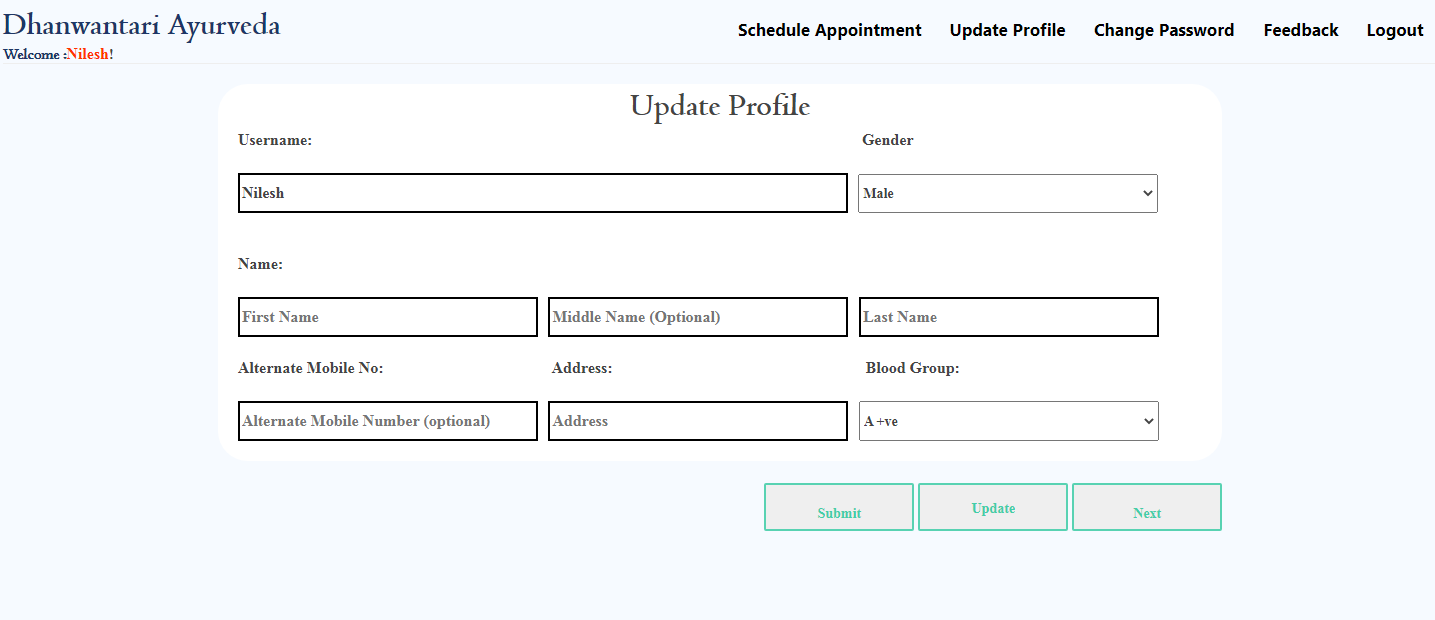 Dhanwantari Ayurveda
Welcome :Nilesh!
Schedule Appointment Update Profile Change Password Feedback Logout
Update Profile
Username: Gender
Nilesh Male
Name:
First Name Middle Name (Optional) Last Name
Alternate Mobile No: Address: Blood Group:
Alternate Mobile Number (optional) Address A +ve
Submit Update Next